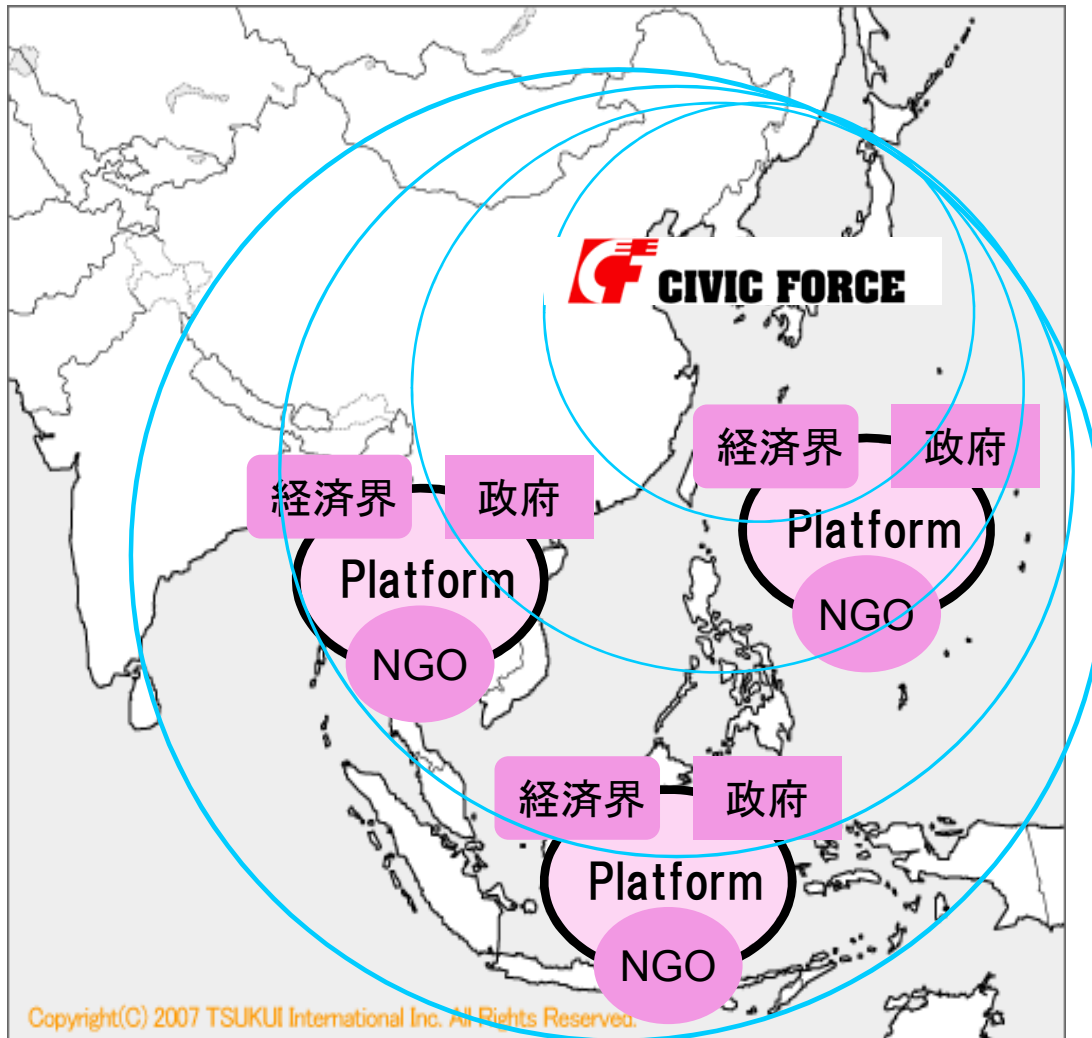 CIVIC FORCE
経済界
政府
Platform
NGO
経済界
政府
Platform
NGO
経済界
政府
Platform
NGO
Copyright(C) 2007 TSUKUI International Inc. All Rights Reserved.